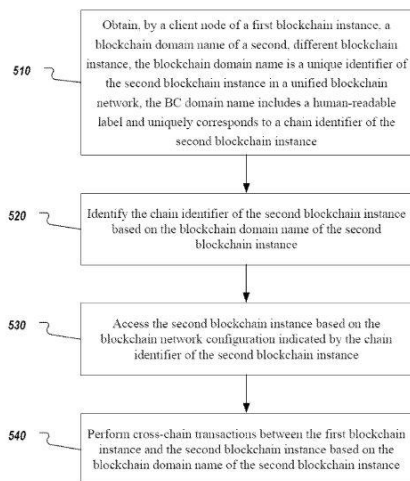 510
Obtain, by a client node of a first blockchain instance, a
blockchain domain name of a second, different blockchain
instance, the blockchain domain name is a unique identifier of
the second blockchain instance in a unified blockchain
network, the BC domain name includes a human-readable
label and uniquely corresponds to a chain identifier of the
second blockchain instance
520
Identify the chain identifier of the second blockchain instance
based on the blockchain domain name of the second
blockchain instance
530
Access the second blockchain instance based on the
blockchain network configuration indicated by the chain
identifier of the second blockchain instance
540
Perform cross-chain transactions between the first blockchain
instance and the second blockchain instance based on the
blockchain domain name of the second blockchain instance